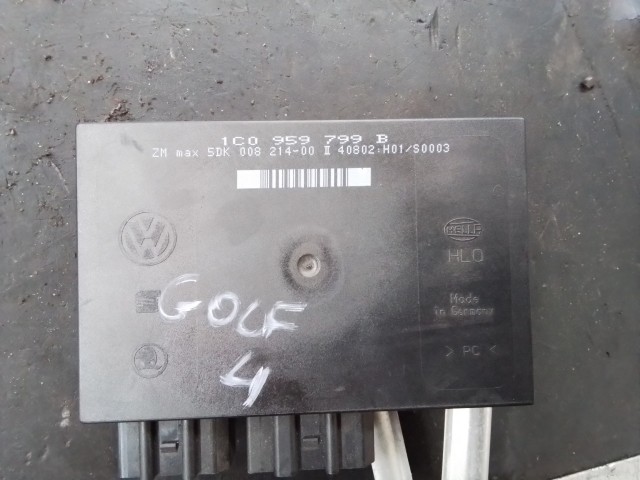 1C0 959 799 B
ZM max 5DK 008 214-00 II 40802:H01/S0003
VW
HELLA
HLO
GOLF
4
Made
in Germany
> PC <